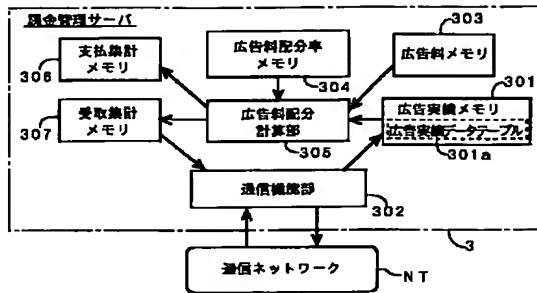 課金管理サーバ
支払集計
メモリ
306
広告料配分率
メモリ
304
広告料メモリ
303
受取集計
メモリ
307
広告料配分
計算部
305
広告実績メモリ
広告実績データテーブル
301
301a
通信機能部
302
3
通信ネットワーク
NT